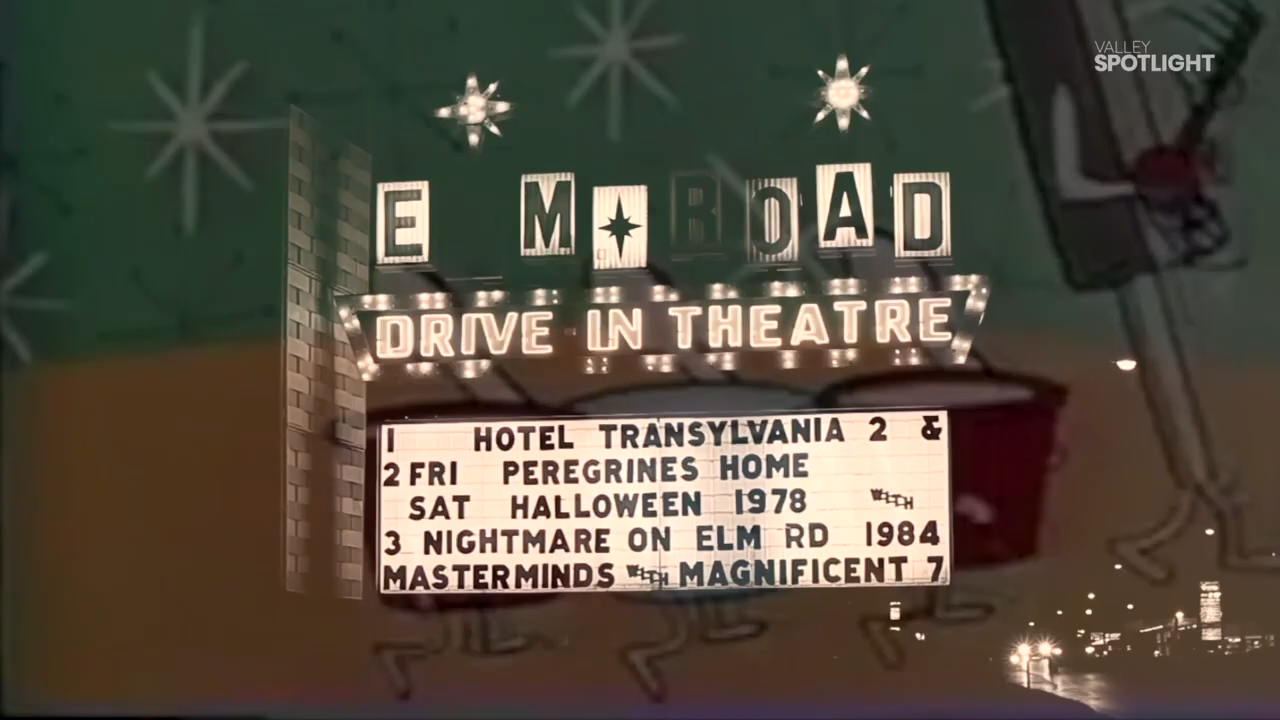 VALLEY
SPOTLIGHT
E M ROAD
DRIVE IN THEATRE
1 HOTEL TRANSYLVANIA 2 &
2 FRI PEREGRINES HOME
SAT HALLOWEEN 1978 WITH
3 NIGHTMARE ON ELM RD 1984
MASTERMINDS WITH MAGNIFICENT 7